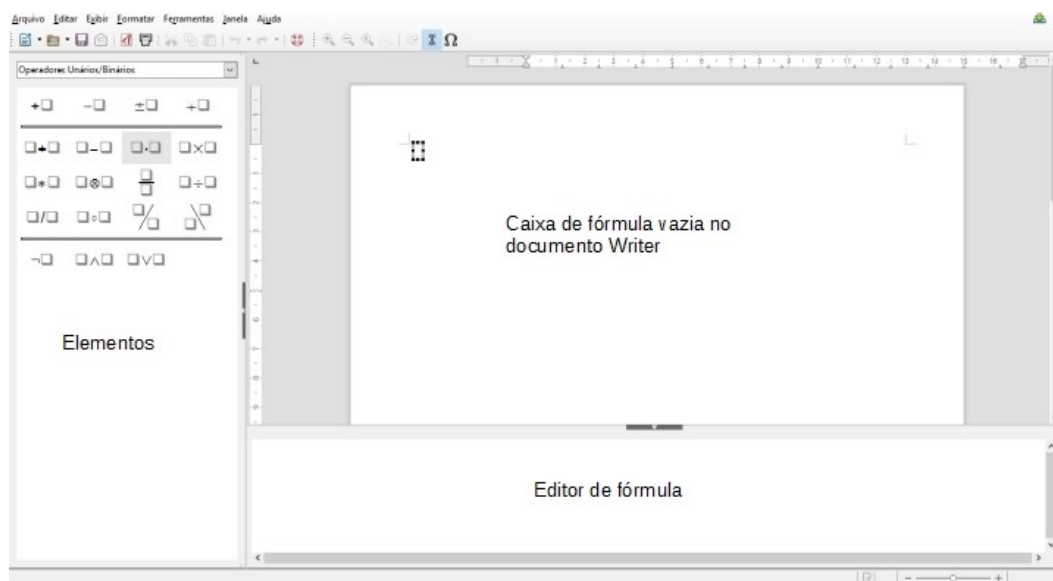 Arquivo Editar Exibir Formatar Ferramentas Janela Ajuda
Operadores Unários/Binários
Caixa de fórmula vazia no
documento Writer
Elementos
Editor de fórmula